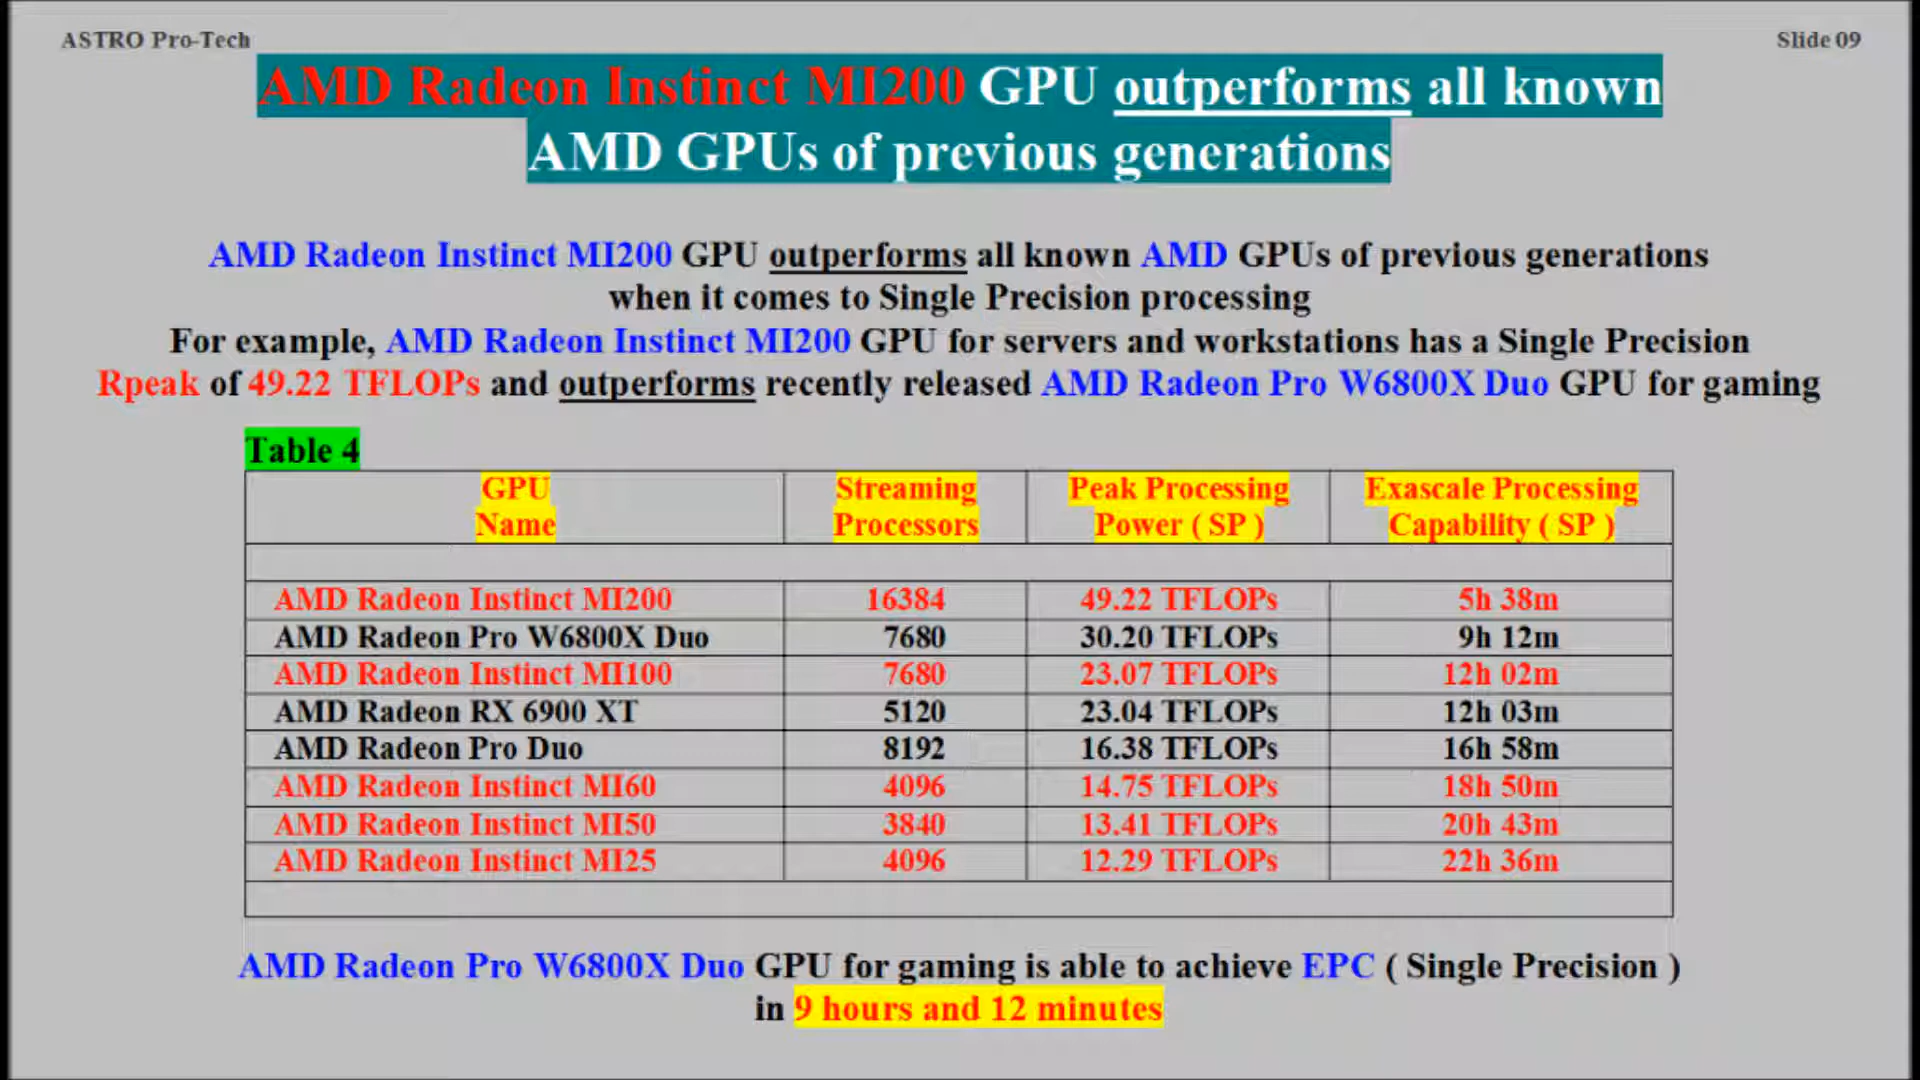 ASTRO Pro-Tech
Slide 09
AMD Radeon Instinct MI200 GPU outperforms all known
AMD GPUs of previous generations
AMD Radeon Instinct MI200 GPU outperforms all known AMD GPUs of previous generations
when it comes to Single Precision processing
For example, AMD Radeon Instinct MI200 GPU for servers and workstations has a Single Precision
Rpeak of 49.22 TFLOPs and outperforms recently released AMD Radeon Pro W6800X Duo GPU for gaming
Table 4
GPU Name Streaming Processors Peak Processing Power ( SP ) Exascale Processing Capability ( SP )
AMD Radeon Instinct MI200 16384 49.22 TFLOPs 5h 38m
AMD Radeon Pro W6800X Duo 7680 30.20 TFLOPs 9h 12m
AMD Radeon Instinct MI100 7680 23.07 TFLOPs 12h 02m
AMD Radeon RX 6900 XT 5120 23.04 TFLOPs 12h 03m
AMD Radeon Pro Duo 8192 16.38 TFLOPs 16h 58m
AMD Radeon Instinct MI60 4096 14.75 TFLOPs 18h 50m
AMD Radeon Instinct MI50 3840 13.41 TFLOPs 20h 43m
AMD Radeon Instinct MI25 4096 12.29 TFLOPs 22h 36m
AMD Radeon Pro W6800X Duo GPU for gaming is able to achieve EPC ( Single Precision )
in 9 hours and 12 minutes